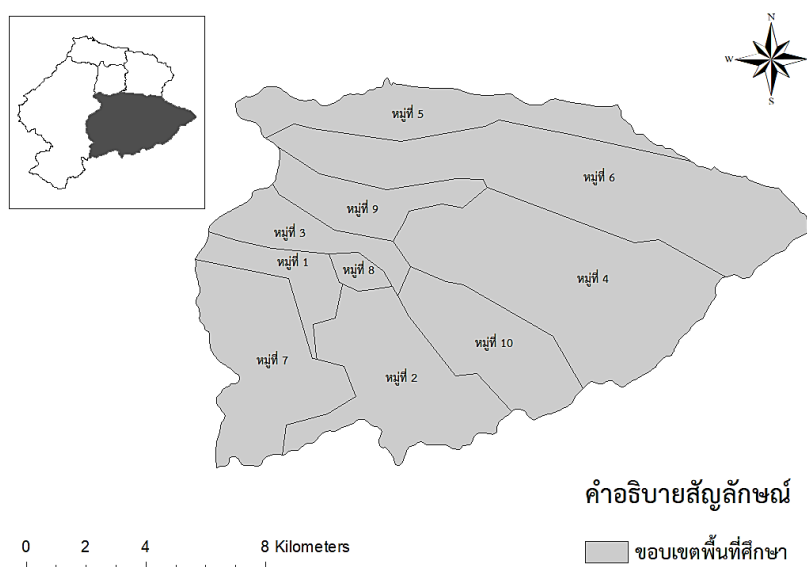 N
W
S
หมู่ที่ 5
หมู่ที่ 6
หมู่ที่ 9
หมู่ที่ 3
หมู่ที่ 1
หมู่ที่ 8
หมู่ที่ 4
หมู่ที่ 10
หมู่ที่ 7
หมู่ที่ 2
คำอธิบายสัญลักษณ์
ขอบเขตพื้นที่ศึกษา
0 2 4 8 Kilometers